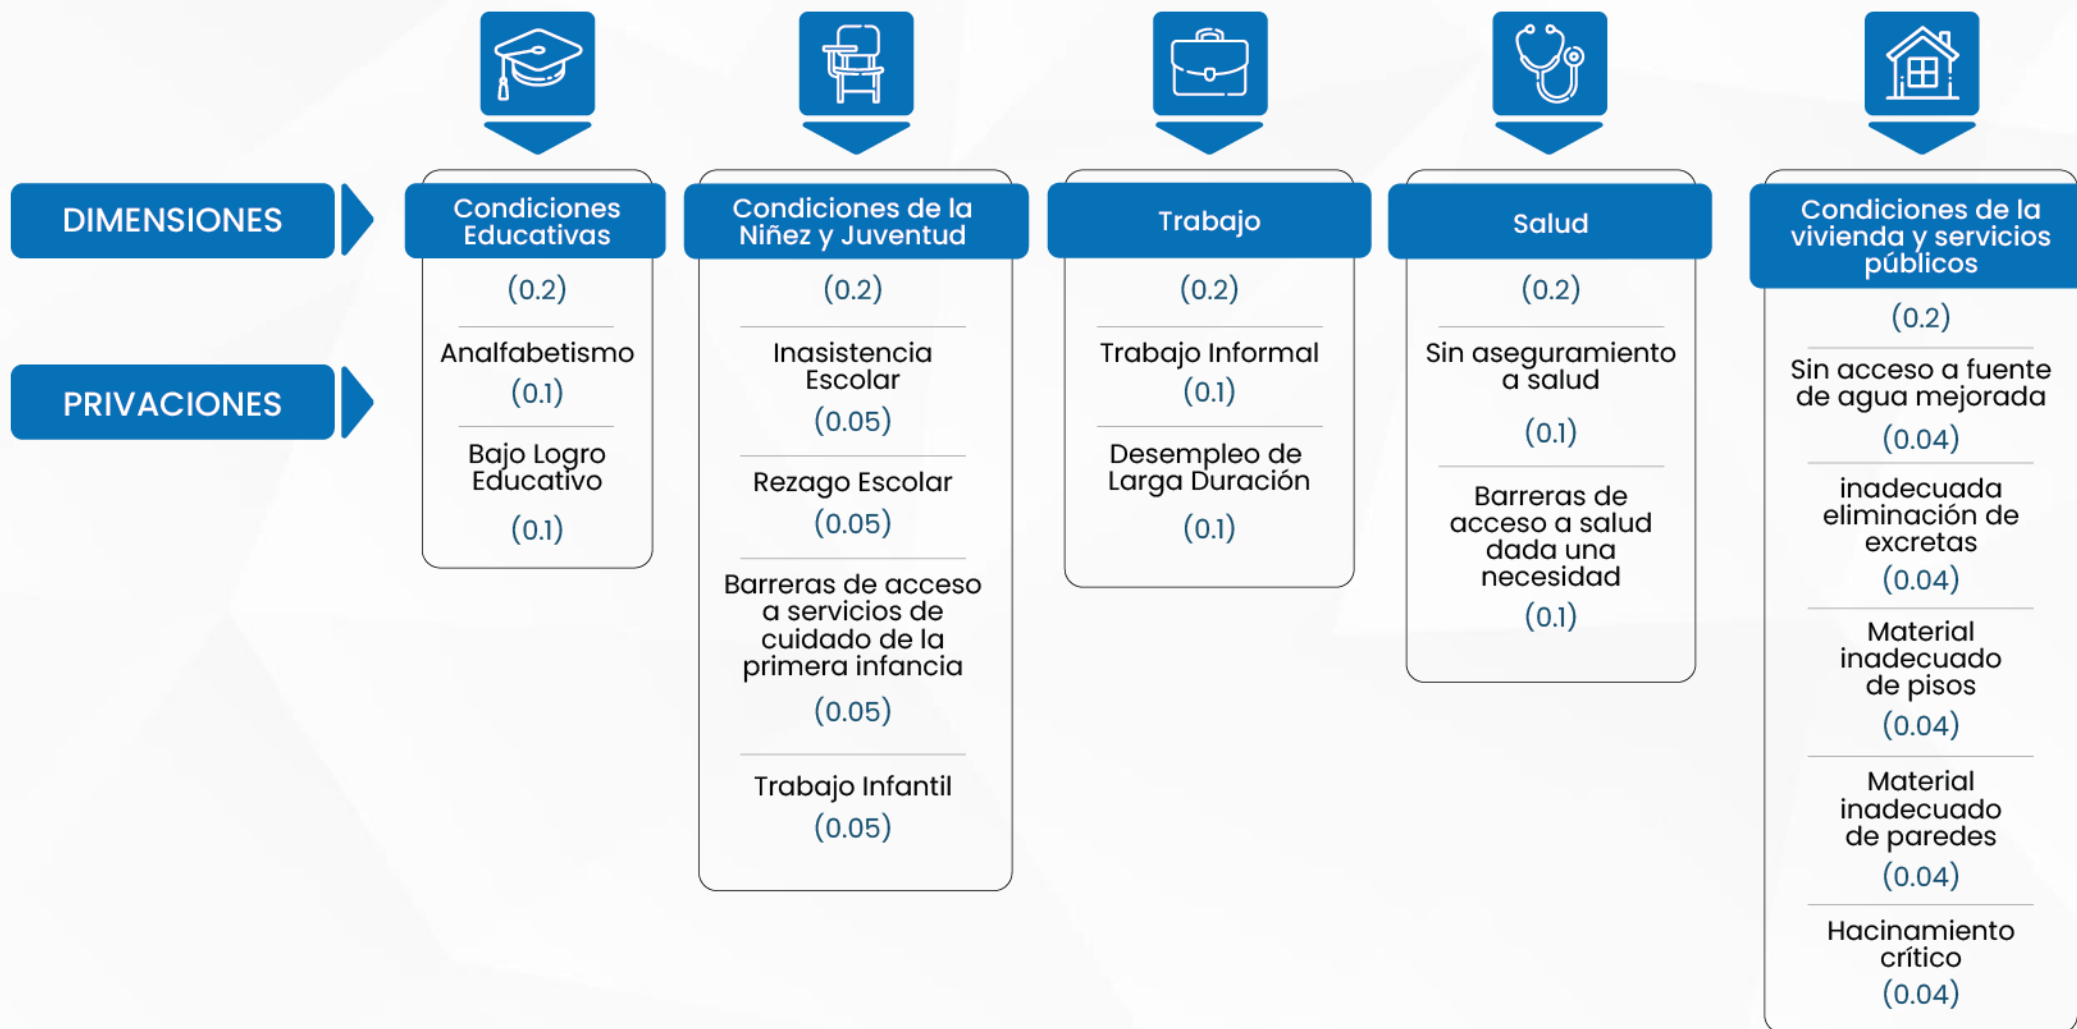 DIMENSIONES
PRIVACIONES
Condiciones
Educativas
(0.2)
Analfabetismo
(0.1)
Bajo Logro
Educativo
(0.1)
Condiciones de la
Niñez y Juventud
(0.2)
Inasistencia
Escolar
(0.05)
Rezago Escolar
(0.05)
Barreras de acceso
a servicios de
cuidado de la
primera infancia
(0.05)
Trabajo Infantil
(0.05)
Trabajo
(0.2)
Trabajo Informal
(0.1)
Desempleo de
Larga Duración
(0.1)
Salud
(0.2)
Sin aseguramiento
a salud
(0.1)
Barreras de
acceso a salud
dada una
necesidad
(0.1)
Condiciones de la
vivienda y servicios
públicos
(0.2)
Sin acceso a fuente
de agua mejorada
(0.04)
inadecuada
eliminación de
excretas
(0.04)
Material
inadecuado
de pisos
(0.04)
Material
inadecuado
de paredes
(0.04)
Hacinamiento
crítico
(0.04)